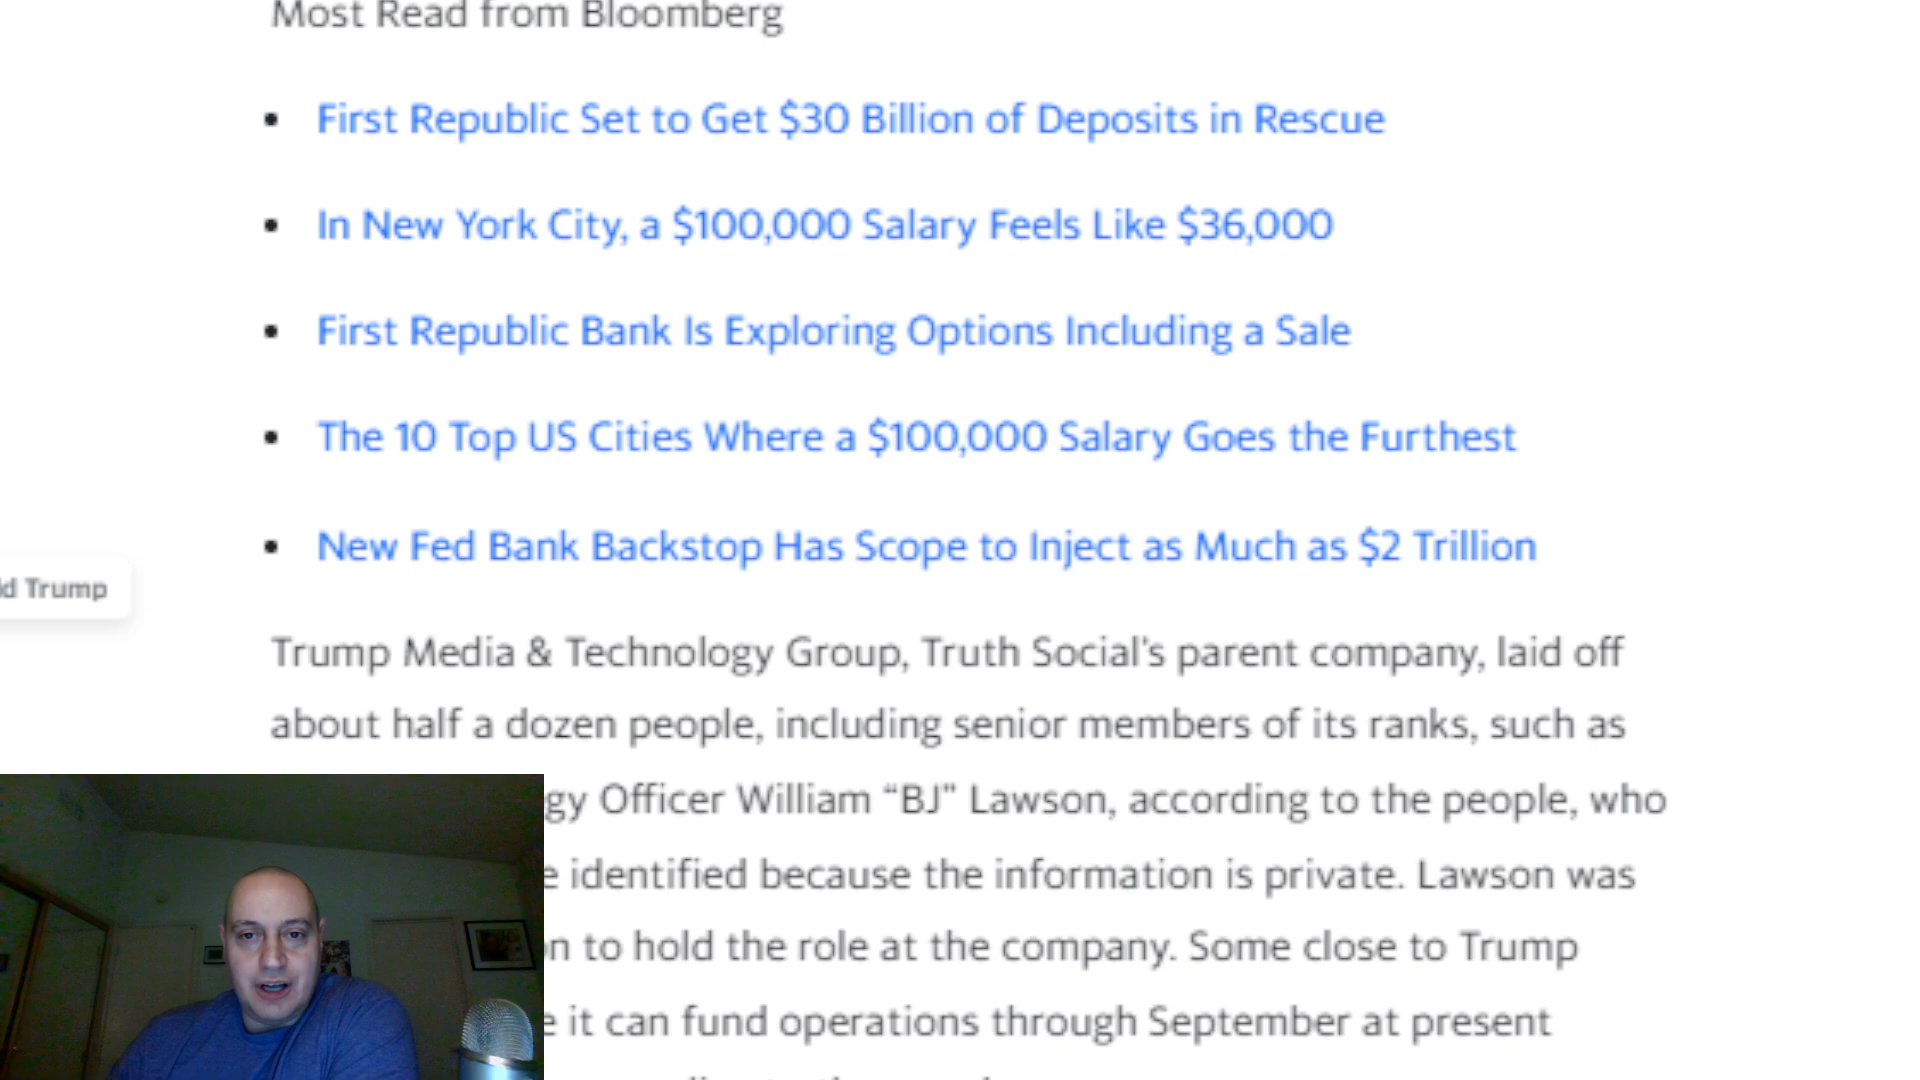 Most Read from Bloomberg
First Republic Set to Get $30 Billion of Deposits in Rescue
In New York City, a $100,000 Salary Feels Like $36,000
First Republic Bank Is Exploring Options Including a Sale
The 10 Top US Cities Where a $100,000 Salary Goes the Furthest
New Fed Bank Backstop Has Scope to Inject as Much as $2 Trillion
ld Trump
Trump Media & Technology Group, Truth Social's parent company, laid off
about half a dozen people, including senior members of its ranks, such as
gy Officer William “BJ” Lawson, according to the people, who
e identified because the information is private. Lawson was
n to hold the role at the company. Some close to Trump
e it can fund operations through September at present